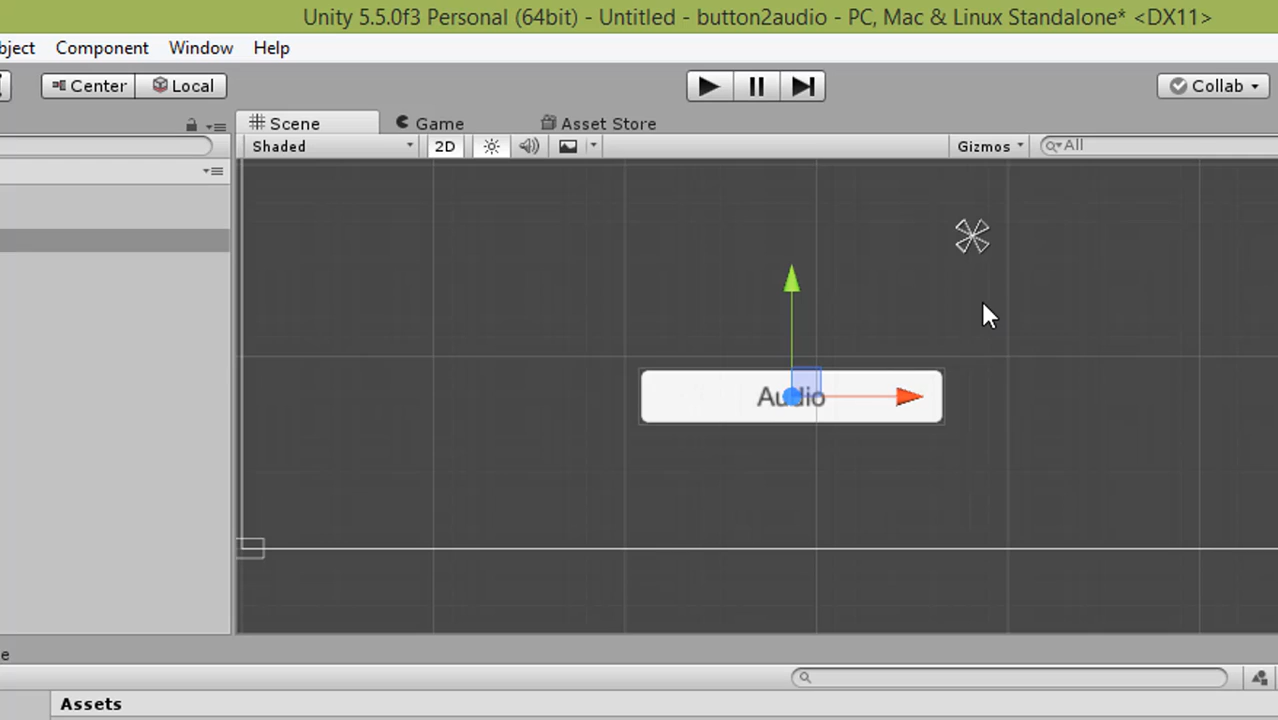 Unity 5.5.0f3 Personal (64bit) - Untitled - button2audio - PC, Mac & Linux Standalone* <DX11>
bject Component Window Help
Center Local Collab
Scene Game Asset Store
Shaded 2D Gizmos All
Audio
e
Assets